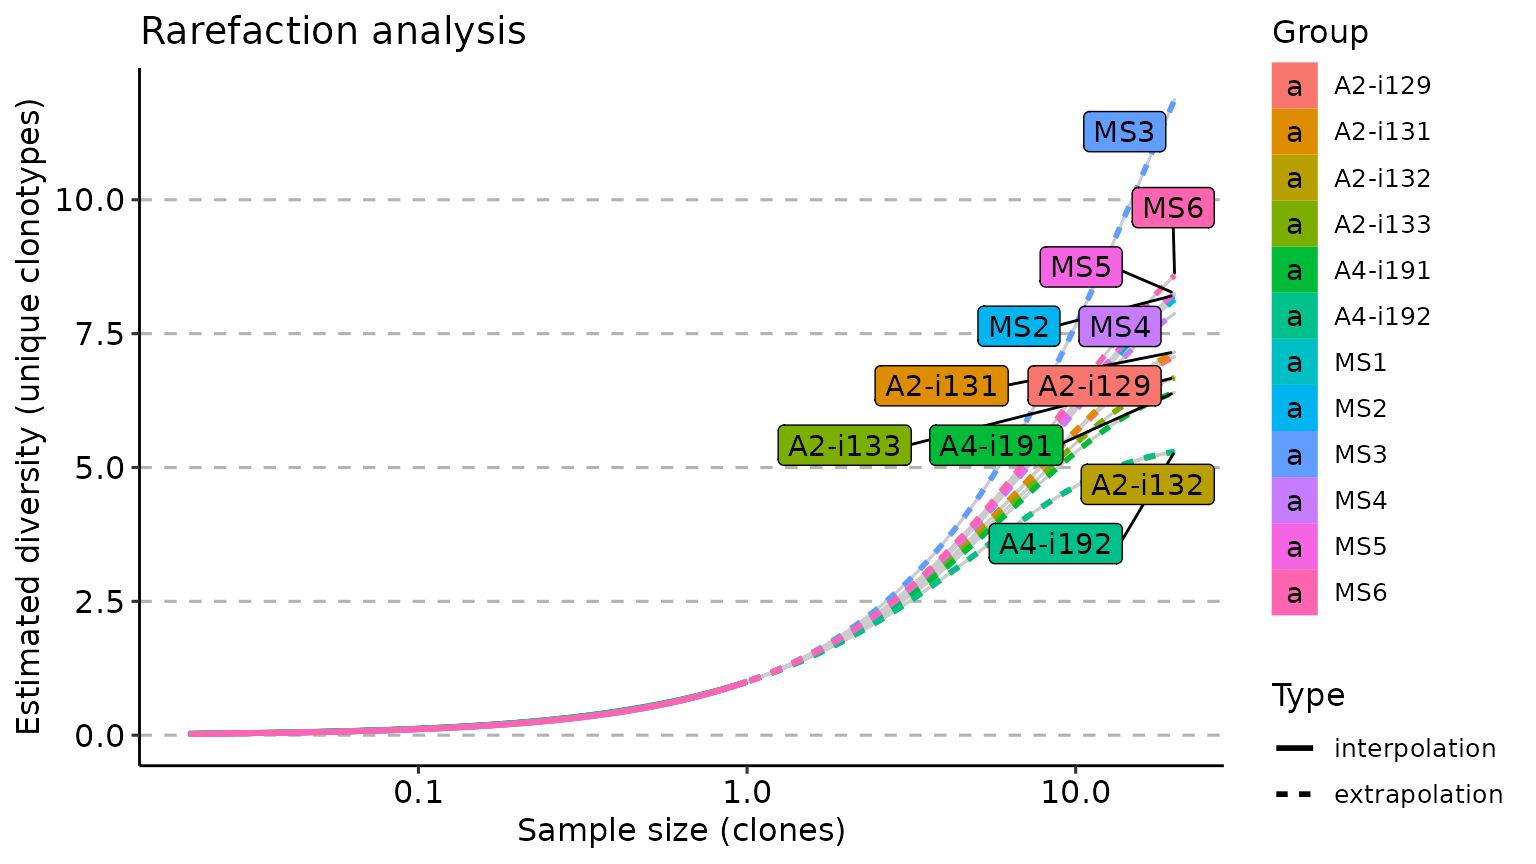 Rarefaction analysis
Estimated diversity (unique clonotypes)
10.0
7.5
5.0
2.5
0.0
0.1
1.0
10.0
Sample size (clones)
MS3
MS6
MS5
MS2
MS4
A2-i131
A2-i129
A2-i133
A4-i191
A2-i132
A4-i192
Group
a A2-i129
a A2-i131
a A2-i132
a A2-i133
a A4-i191
a A4-i192
a MS1
a MS2
a MS3
a MS4
a MS5
a MS6
Type
interpolation
extrapolation